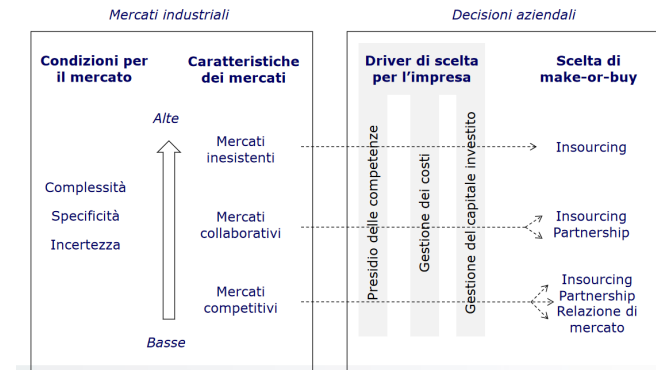 Mercati industriali
Decisioni aziendali
Condizioni per
il mercato
Caratteristiche
dei mercati
Driver di scelta
per l’impresa
Scelta di
make-or-buy
Alte
Complessità
Specificità
Incertezza
Basse
Mercati
inesistenti
Mercati
collaborativi
Mercati
competitivi
Presidio delle competenze
Gestione dei costi
Gestione del capitale investito
Insourcing
Insourcing
Partnership
Insourcing
Partnership
Relazione di
mercato